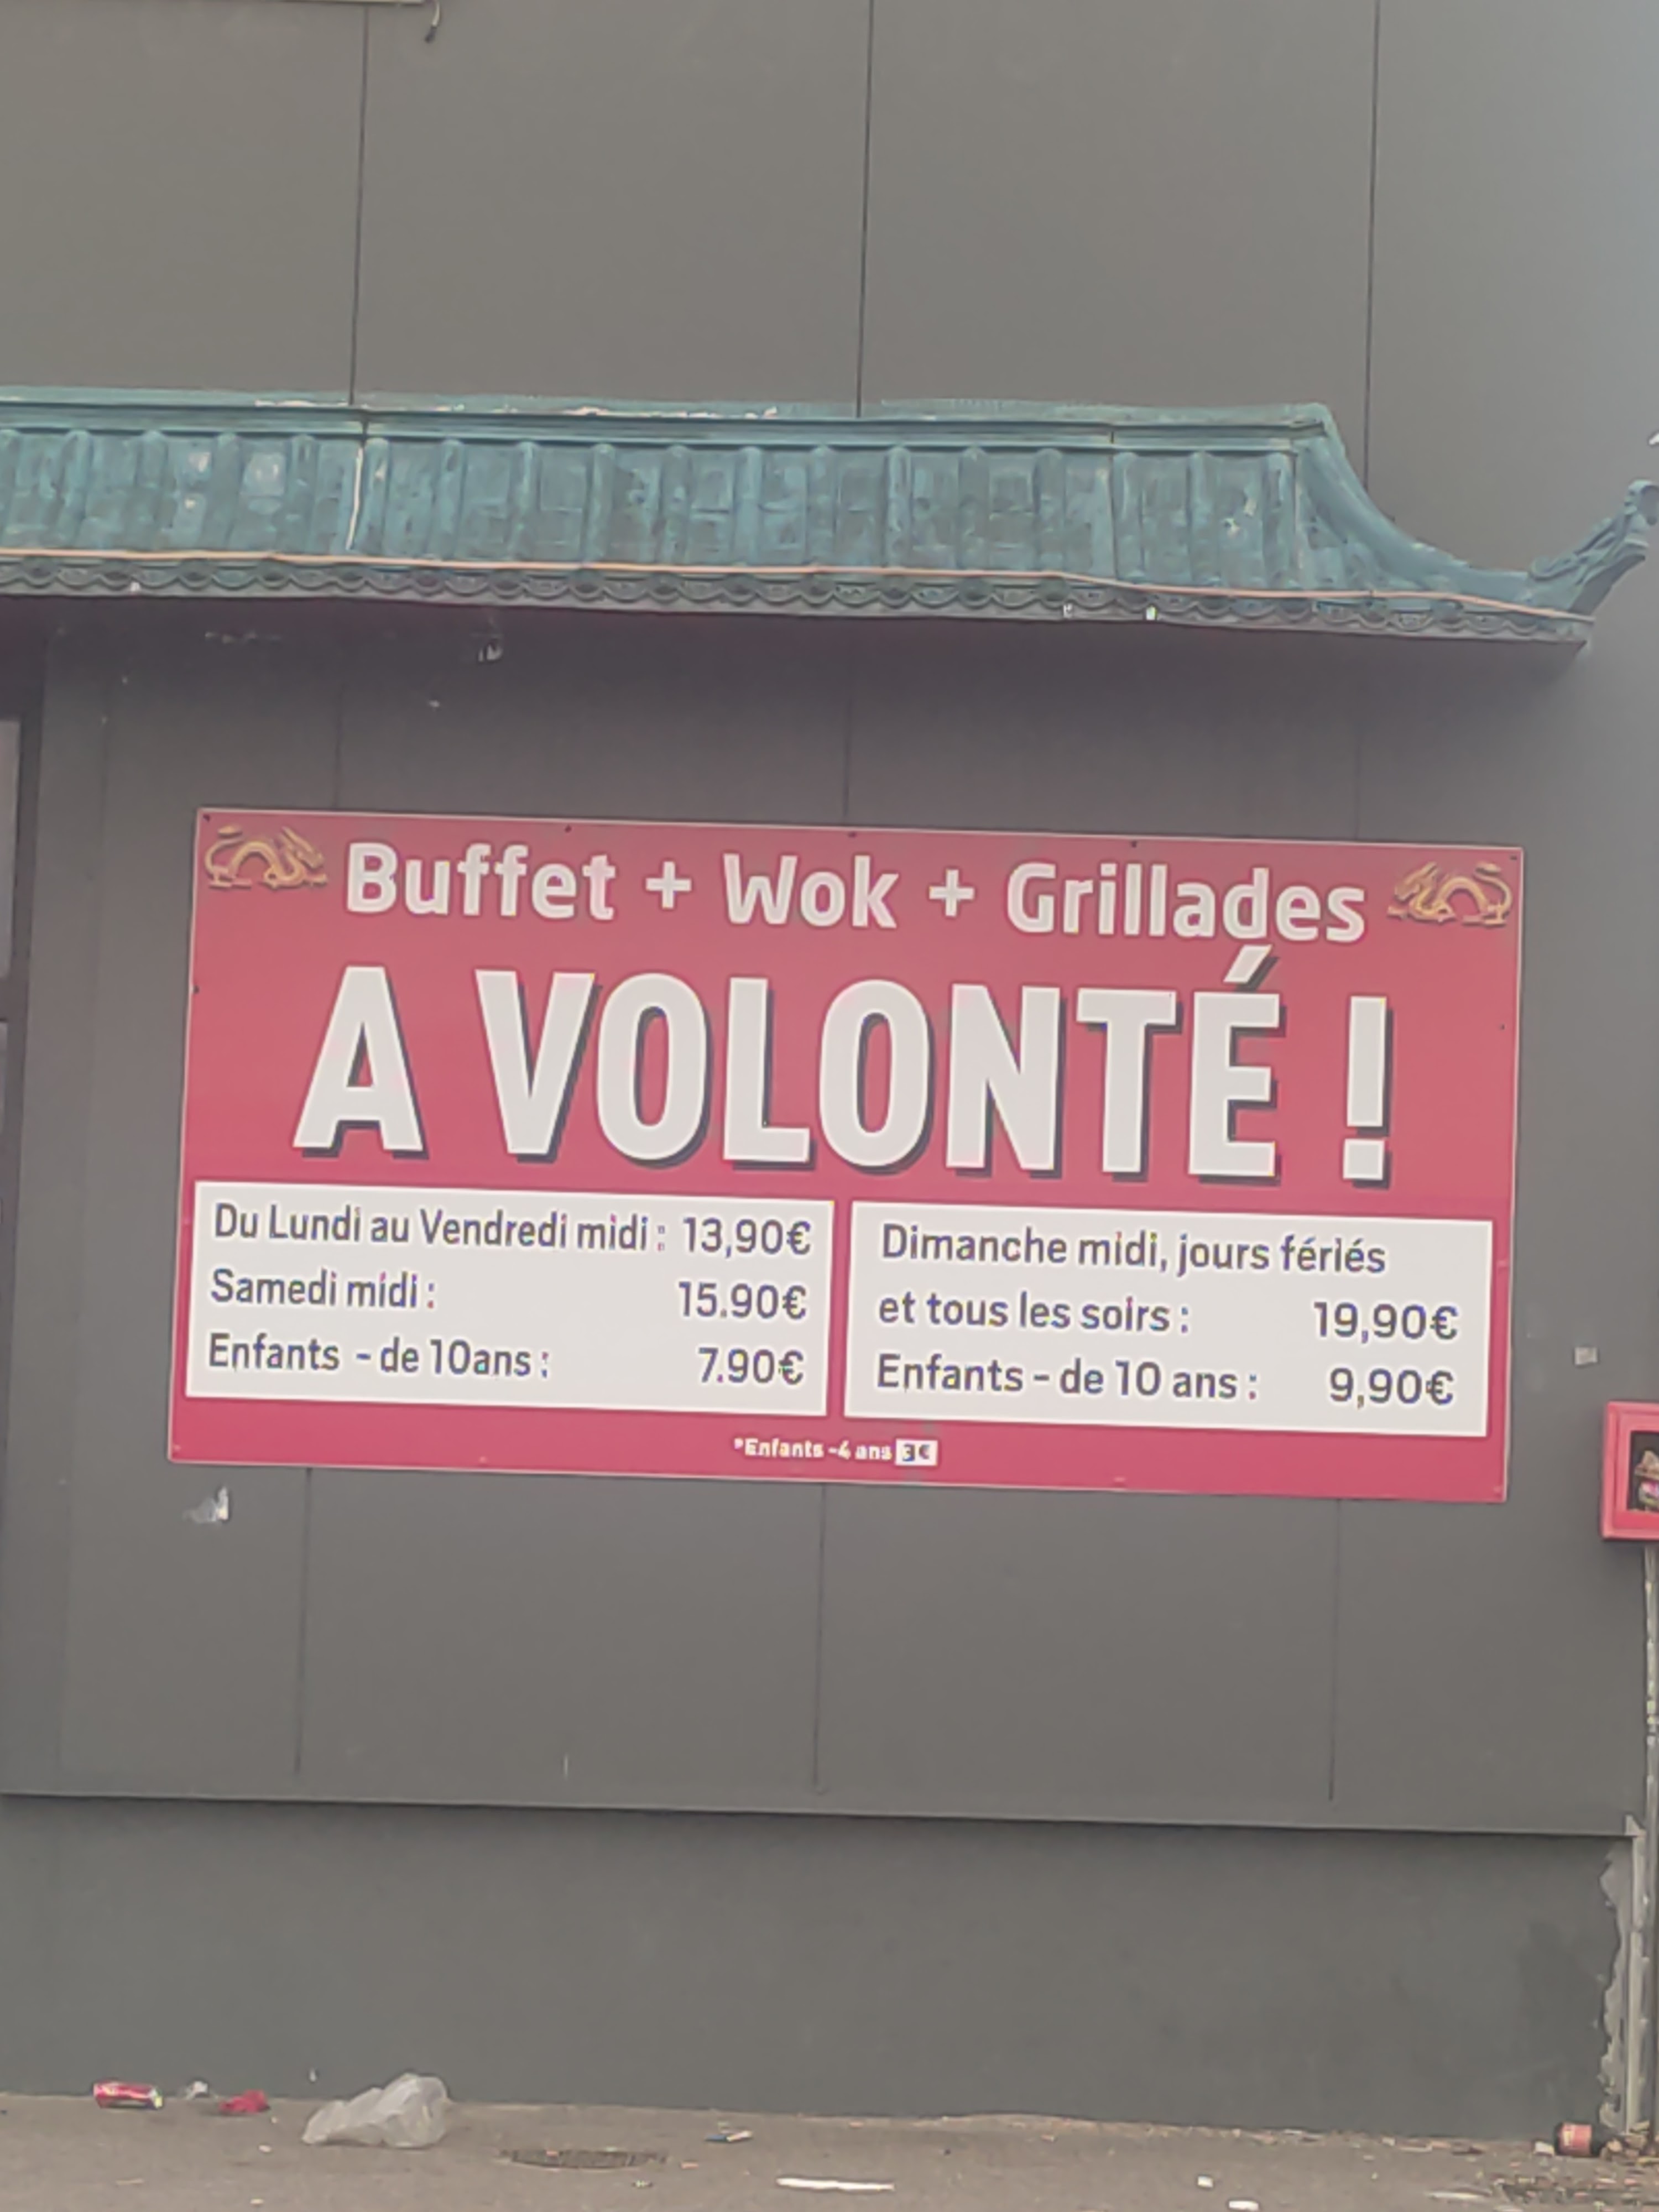 Buffet + Wok + Grillades
A VOLONTÉ !
Du Lundi au Vendredi midi : 13,90€
Samedi midi : 15.90€
Enfants - de 10ans : 7.90€
Dimanche midi, jours fériés
et tous les soirs : 19,90€
Enfants - de 10 ans : 9,90€
*Enfants -4 ans 3€